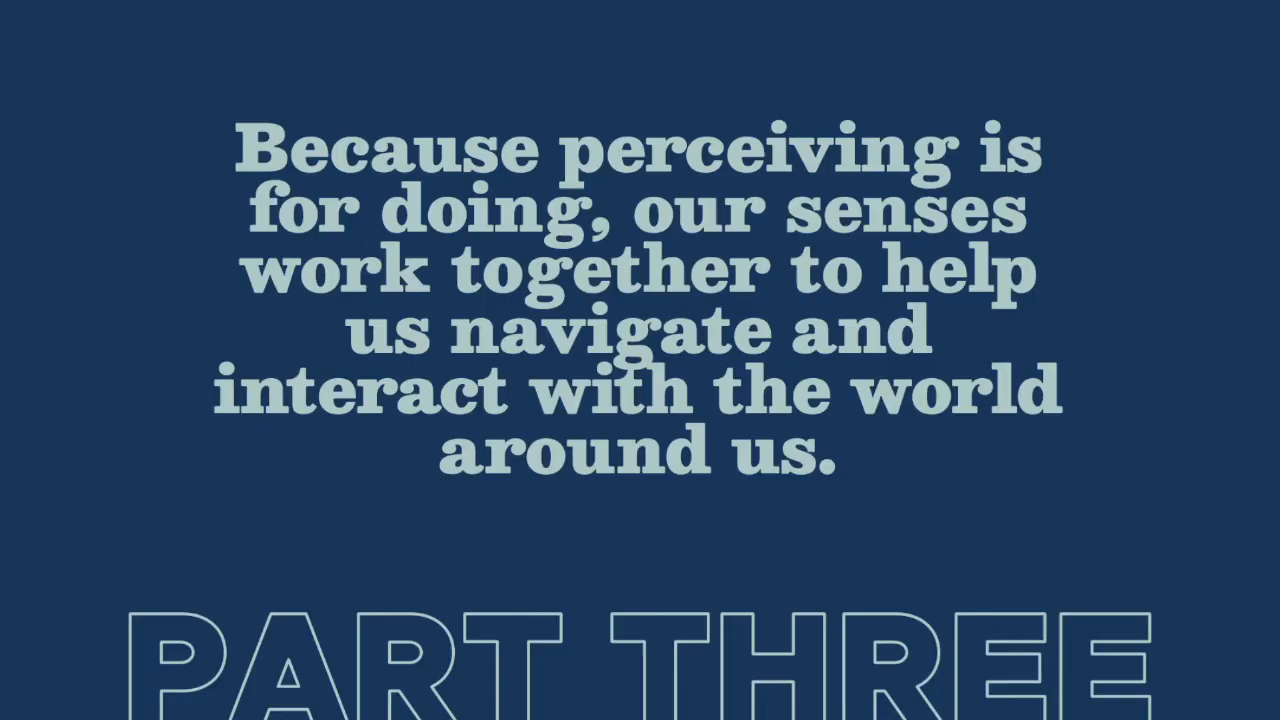 Because perceiving is
for doing, our senses
work together to help
us navigate and
interact with the world
around us.
PART THREE